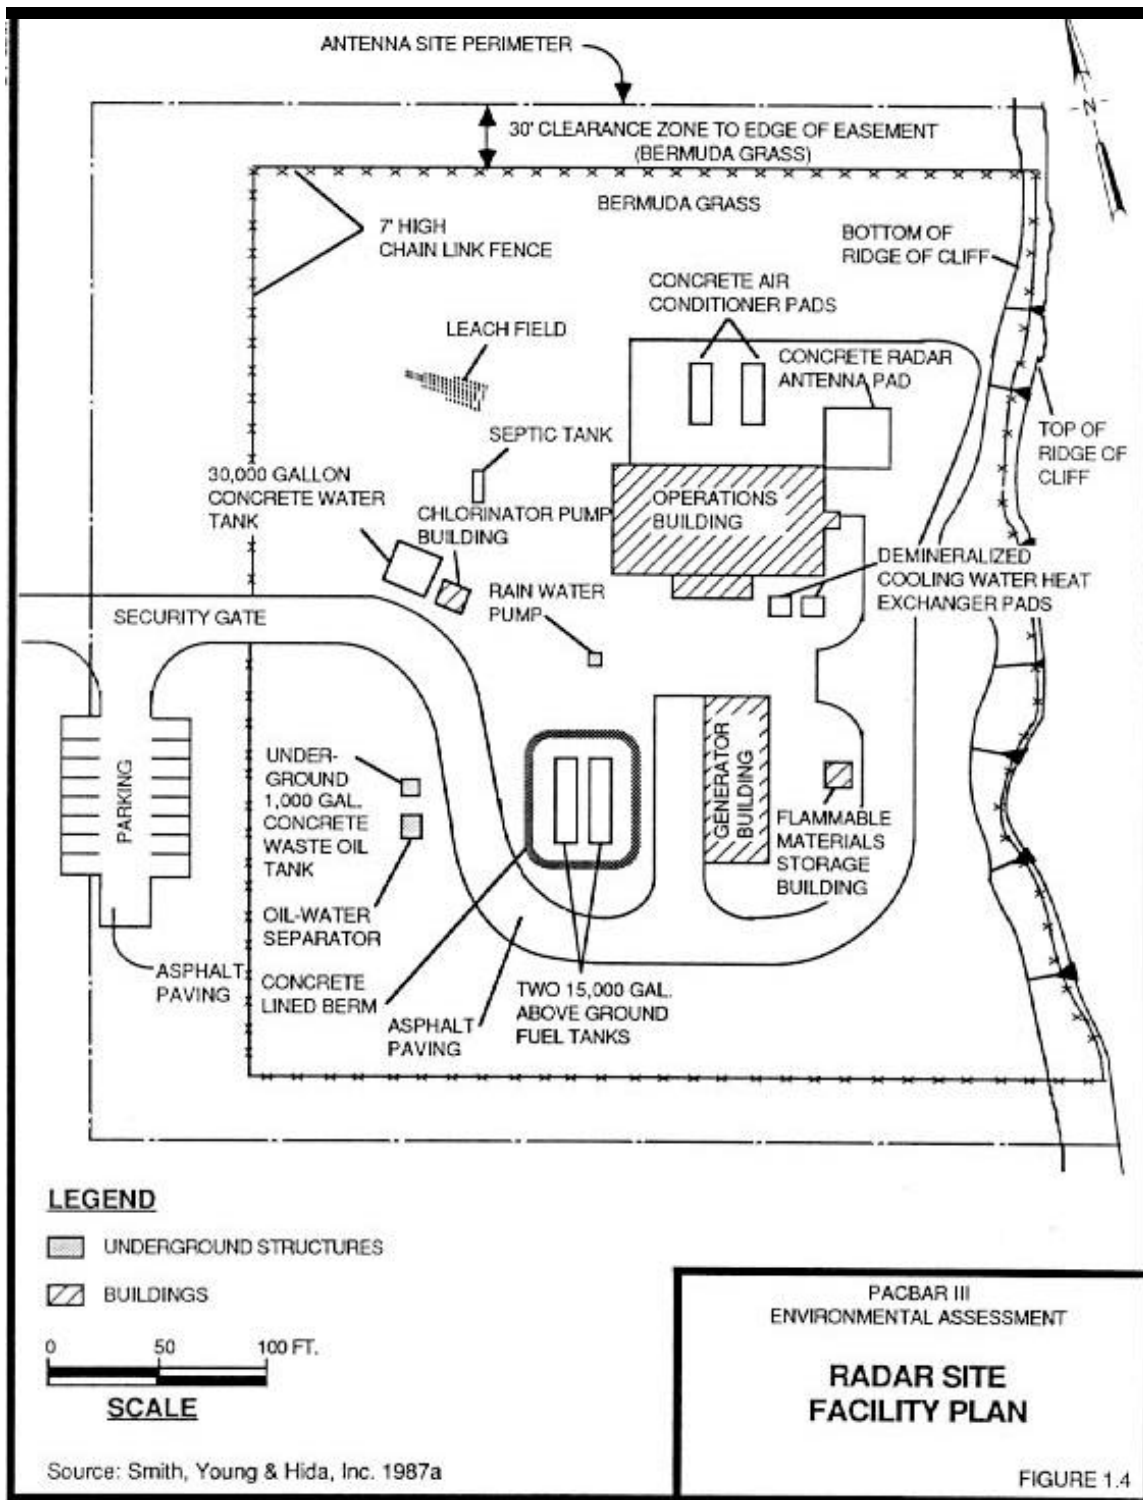 ANTENNA SITE PERIMETER
N
30' CLEARANCE ZONE TO EDGE OF EASEMENT
(BERMUDA GRASS)
BERMUDA GRASS
7' HIGH
CHAIN LINK FENCE
BOTTOM OF
RIDGE OF CLIFF
CONCRETE AIR
CONDITIONER PADS
LEACH FIELD
CONCRETE RADAR
ANTENNA PAD
TOP OF
RIDGE OF
CLIFF
SEPTIC TANK
30,000 GALLON
CONCRETE WATER
TANK
OPERATIONS
BUILDING
CHLORINATOR PUMP
BUILDING
DEMINERALIZED
COOLING WATER HEAT
EXCHANGER PADS
RAIN WATER
PUMP
SECURITY GATE
PARKING
UNDER-
GROUND
1,000 GAL.
CONCRETE
WASTE OIL
TANK
GENERATOR
BUILDING
FLAMMABLE
MATERIALS
STORAGE
BUILDING
OIL-WATER
SEPARATOR
ASPHALT
PAVING
CONCRETE
LINED BERM
ASPHALT
PAVING
TWO 15,000 GAL.
ABOVE GROUND
FUEL TANKS
LEGEND
UNDERGROUND STRUCTURES
BUILDINGS
0 50 100 FT.
SCALE
Source: Smith, Young & Hida, Inc. 1987a
PACBAR III
ENVIRONMENTAL ASSESSMENT
RADAR SITE
FACILITY PLAN
FIGURE 1.4